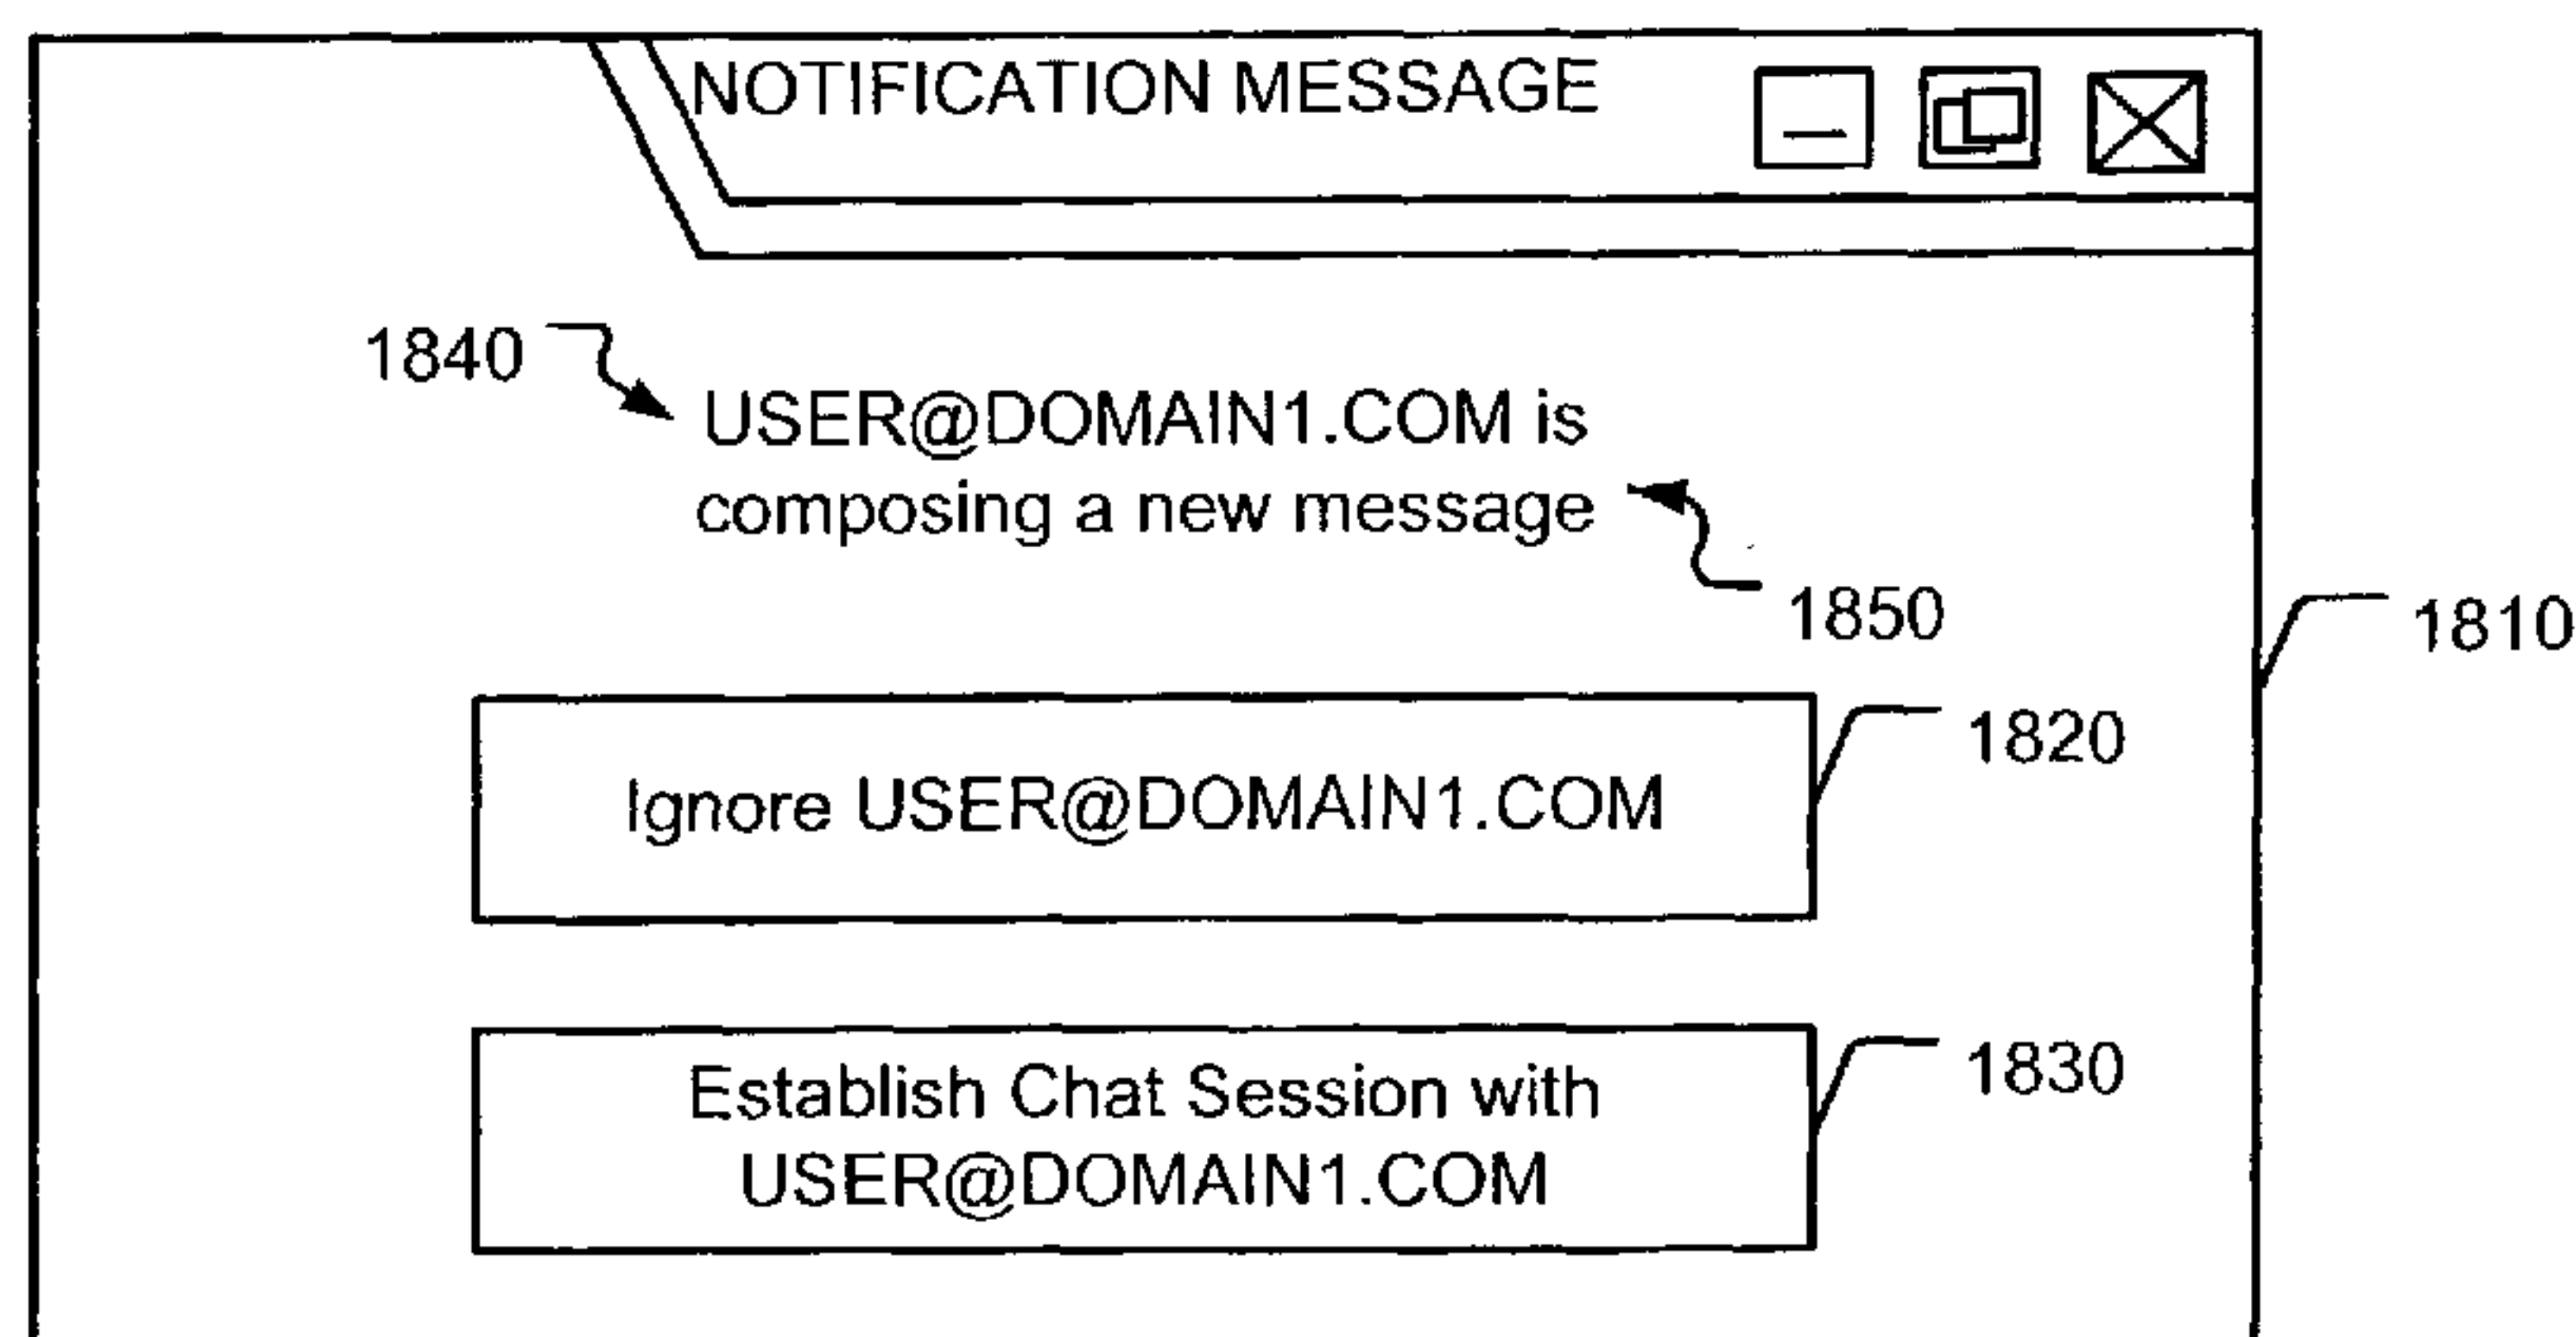 NOTIFICATION MESSAGE
1840
USER@DOMAIN1.COM is
composing a new message
1850
1810
Ignore USER@DOMAIN1.COM
1820
Establish Chat Session with
USER@DOMAIN1.COM
1830